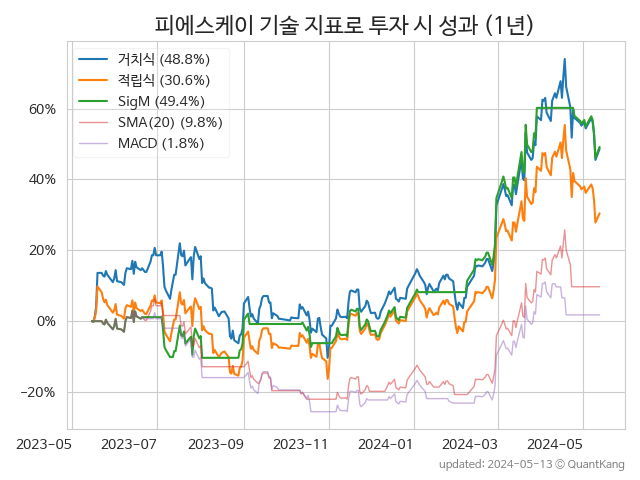 피에스케이 기술 지표로 투자 시 성과 (1년)
거치식 (48.8%)
적립식 (30.6%)
SigM (49.4%)
SMA(20) (9.8%)
MACD (1.8%)
60%
40%
20%
0%
−20%
2023-05 2023-07 2023-09 2023-11 2024-01 2024-03 2024-05
updated: 2024-05-13 ⓒ QuantKang